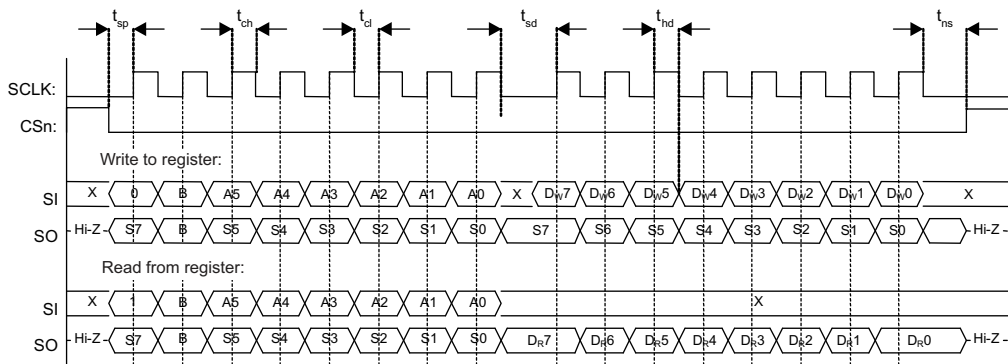 tsp tch tcl tsd thd tns
SCLK:
CSn:
Write to register:
SI X 0 B A5 A4 A3 A2 A1 A0 X DW7 DW6 DW5 DW4 DW3 DW2 DW1 DW0 X
SO Hi-Z S7 B S5 S4 S3 S2 S1 S0 S7 S6 S5 S4 S3 S2 S1 S0 Hi-Z
Read from register:
SI X 1 B A5 A4 A3 A2 A1 A0 X
SO Hi-Z S7 B S5 S4 S3 S2 S1 S0 DR7 DR6 DR5 DR4 DR3 DR2 DR1 DR0 Hi-Z